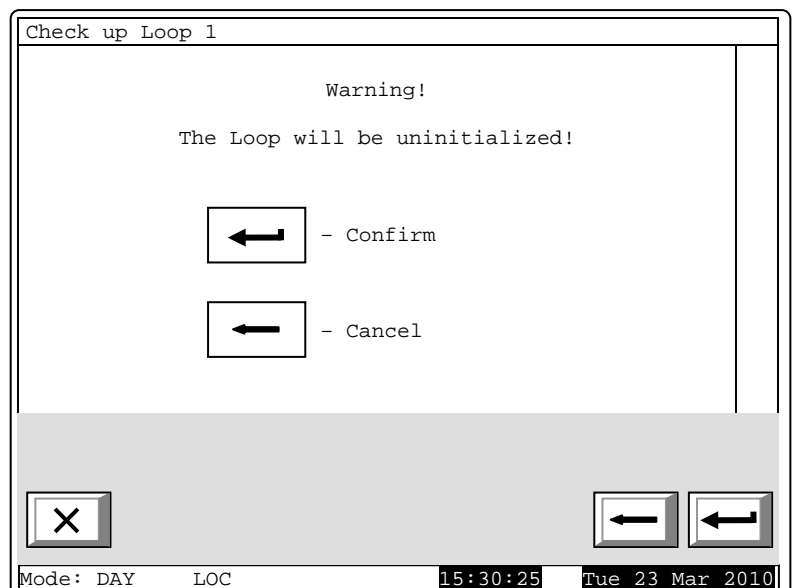 Check up Loop 1
Warning!
The Loop will be uninitialized!
– Confirm
– Cancel
Mode: DAY LOC 15:30:25 Tue 23 Mar 2010